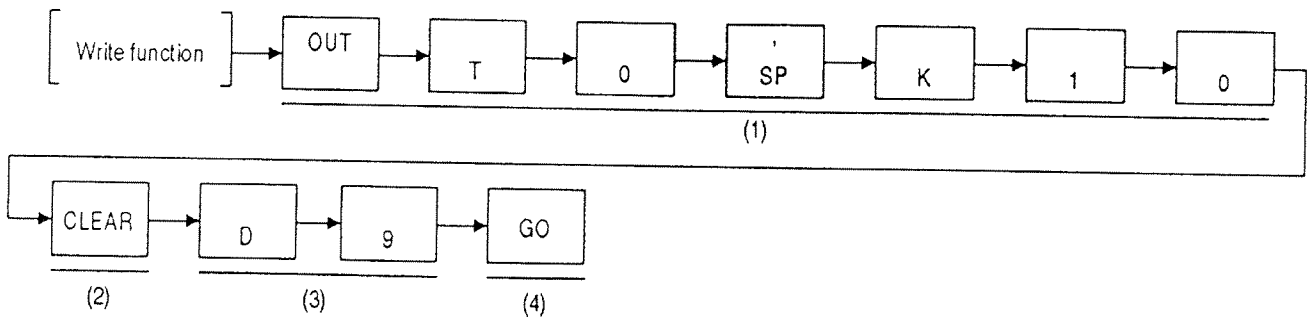 [Write function] OUT T 0 ' SP K 1 0
(1)
CLEAR D 9 GO
(2) (3) (4)